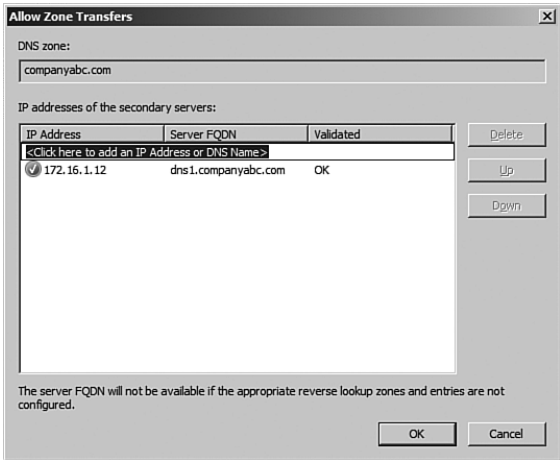 Allow Zone Transfers
DNS zone:
companyabc.com
IP addresses of the secondary servers:
IP Address Server FQDN Validated
<Click here to add an IP Address or DNS Name>
172.16.1.12 dns1.companyabc.com OK
Delete
Up
Down
The server FQDN will not be available if the appropriate reverse lookup zones and entries are not
configured.
OK Cancel